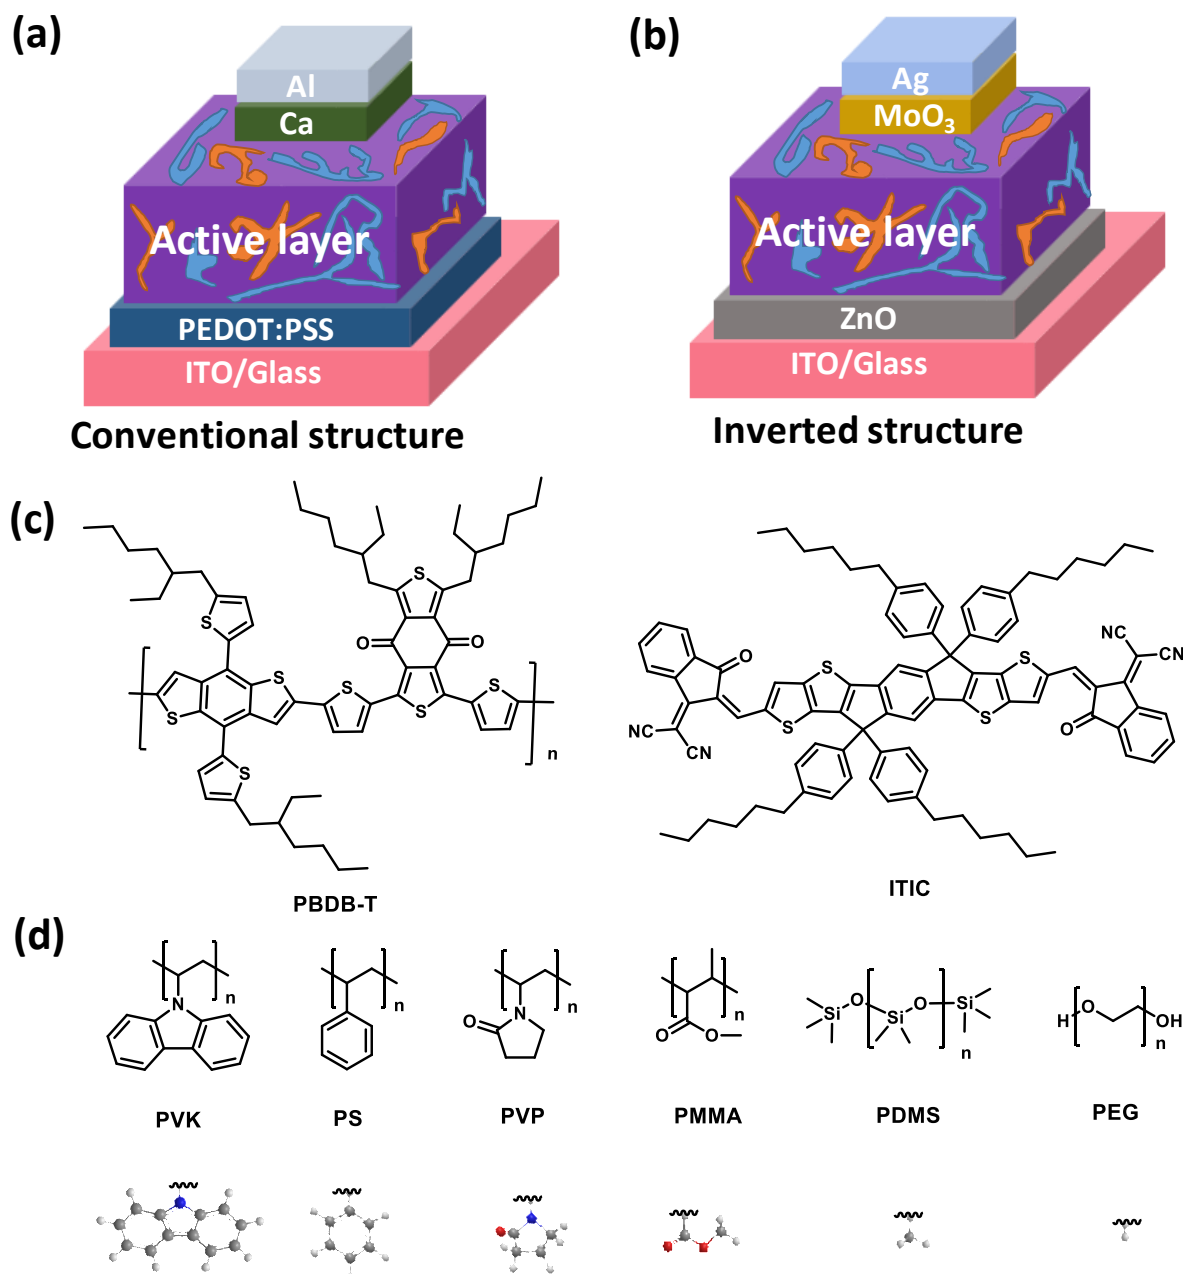 (a)
Al
Ca
Active layer
PEDOT:PSS
ITO/Glass
Conventional structure
(b)
Ag
MoO₃
Active layer
ZnO
ITO/Glass
Inverted structure
(c)
S
S
O
O
S
S
S
S
S
S
n
PBDB-T
O
NC
CN
S
S
S
S
NC
CN
O
ITIC
(d)
N
n
PVK
n
PS
N
O
n
PVP
O
O
n
PMMA
Si
O
Si
O
Si
n
PDMS
H
O
OH
n
PEG